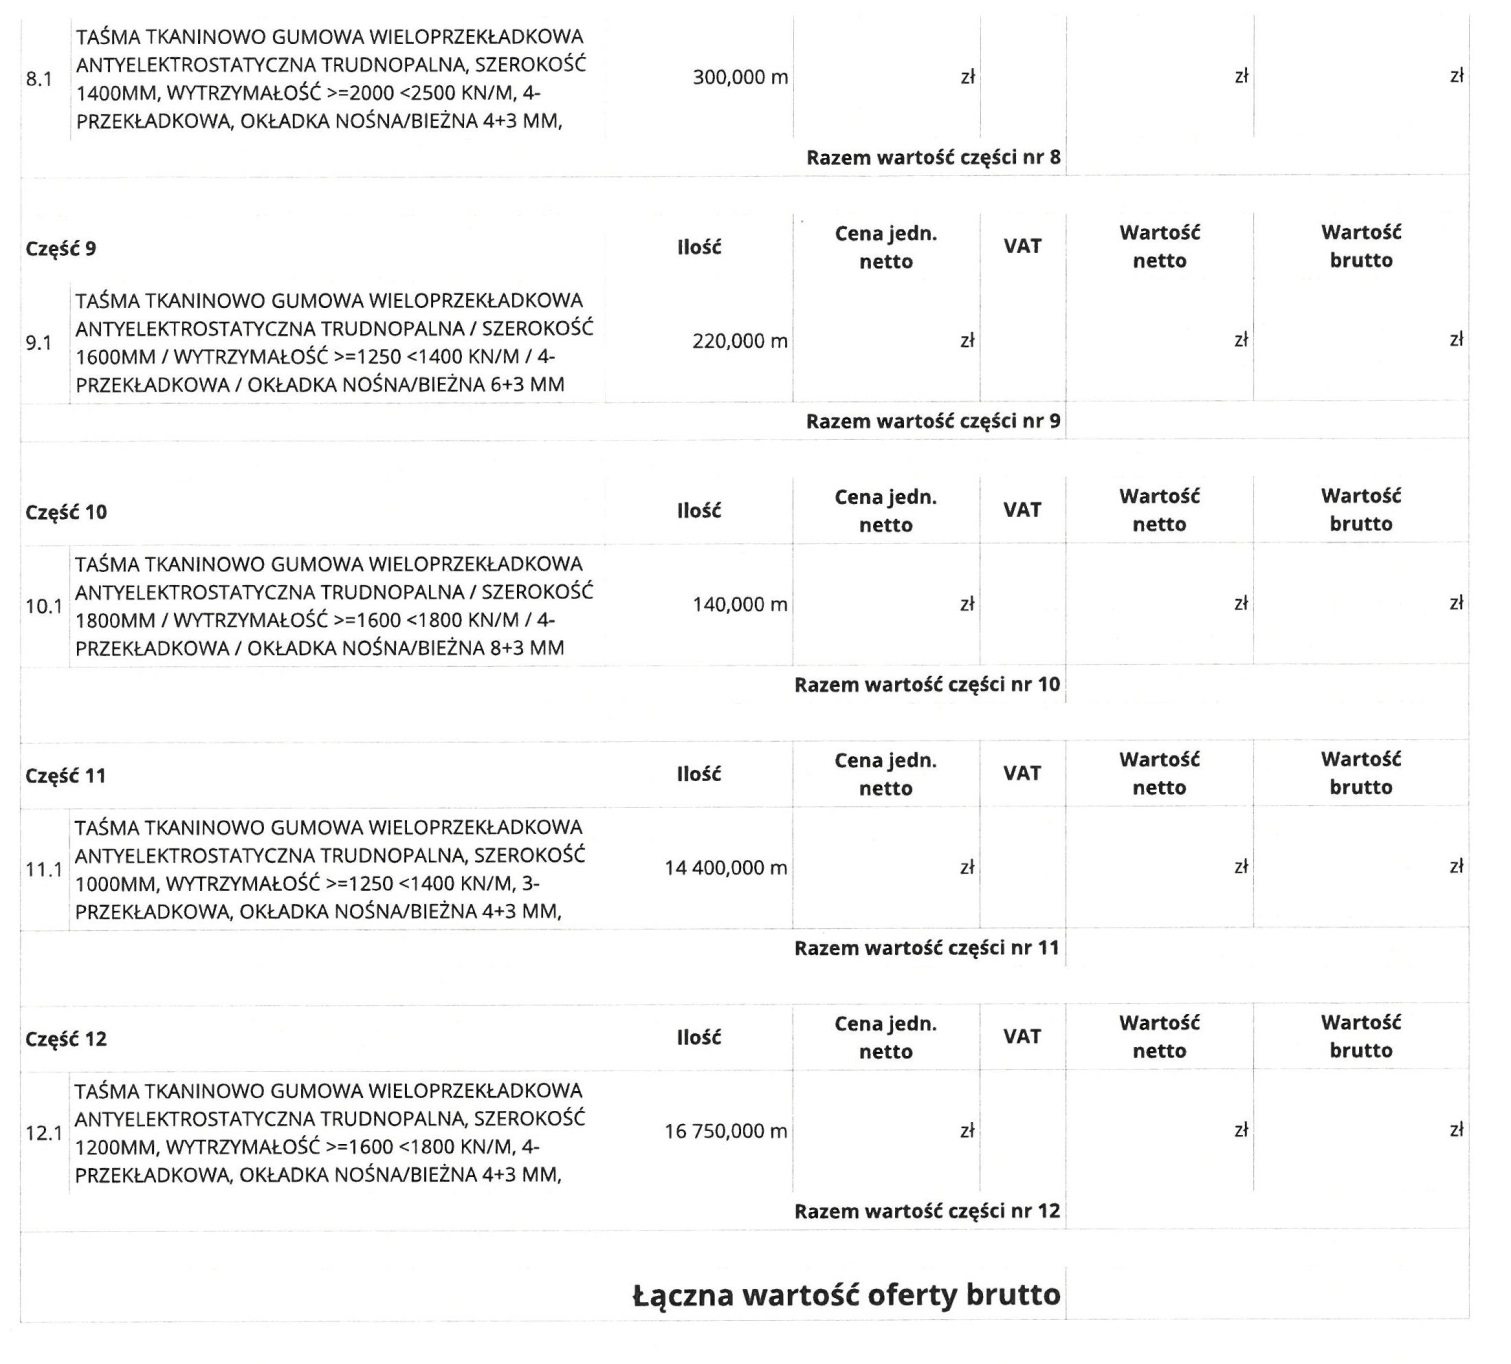 TAŚMA TKANINOWO GUMOWA WIELOPRZEKŁADKOWA
ANTYELEKTROSTATYCZNA TRUDNOPALNA, SZEROKOŚĆ
8.1 1400MM, WYTRZYMAŁOŚĆ >=2000 <2500 KN/M, 4- 300,000 m zł zł zł
PRZEKŁADKOWA, OKŁADKA NOŚNA/BIEŻNA 4+3 MM,
Razem wartość części nr 8
Część 9 Ilość Cena jedn. netto VAT Wartość netto Wartość brutto
TAŚMA TKANINOWO GUMOWA WIELOPRZEKŁADKOWA
ANTYELEKTROSTATYCZNA TRUDNOPALNA / SZEROKOŚĆ
9.1 1600MM / WYTRZYMAŁOŚĆ >=1250 <1400 KN/M / 4- 220,000 m zł zł zł
PRZEKŁADKOWA / OKŁADKA NOŚNA/BIEŻNA 6+3 MM
Razem wartość części nr 9
Część 10 Ilość Cena jedn. netto VAT Wartość netto Wartość brutto
TAŚMA TKANINOWO GUMOWA WIELOPRZEKŁADKOWA
ANTYELEKTROSTATYCZNA TRUDNOPALNA / SZEROKOŚĆ
10.1 1800MM / WYTRZYMAŁOŚĆ >=1600 <1800 KN/M / 4- 140,000 m zł zł zł
PRZEKŁADKOWA / OKŁADKA NOŚNA/BIEŻNA 8+3 MM
Razem wartość części nr 10
Część 11 Ilość Cena jedn. netto VAT Wartość netto Wartość brutto
TAŚMA TKANINOWO GUMOWA WIELOPRZEKŁADKOWA
ANTYELEKTROSTATYCZNA TRUDNOPALNA, SZEROKOŚĆ
11.1 1000MM, WYTRZYMAŁOŚĆ >=1250 <1400 KN/M, 3- 14 400,000 m zł zł zł
PRZEKŁADKOWA, OKŁADKA NOŚNA/BIEŻNA 4+3 MM,
Razem wartość części nr 11
Część 12 Ilość Cena jedn. netto VAT Wartość netto Wartość brutto
TAŚMA TKANINOWO GUMOWA WIELOPRZEKŁADKOWA
ANTYELEKTROSTATYCZNA TRUDNOPALNA, SZEROKOŚĆ
12.1 1200MM, WYTRZYMAŁOŚĆ >=1600 <1800 KN/M, 4- 16 750,000 m zł zł zł
PRZEKŁADKOWA, OKŁADKA NOŚNA/BIEŻNA 4+3 MM,
Razem wartość części nr 12
Łączna wartość oferty brutto